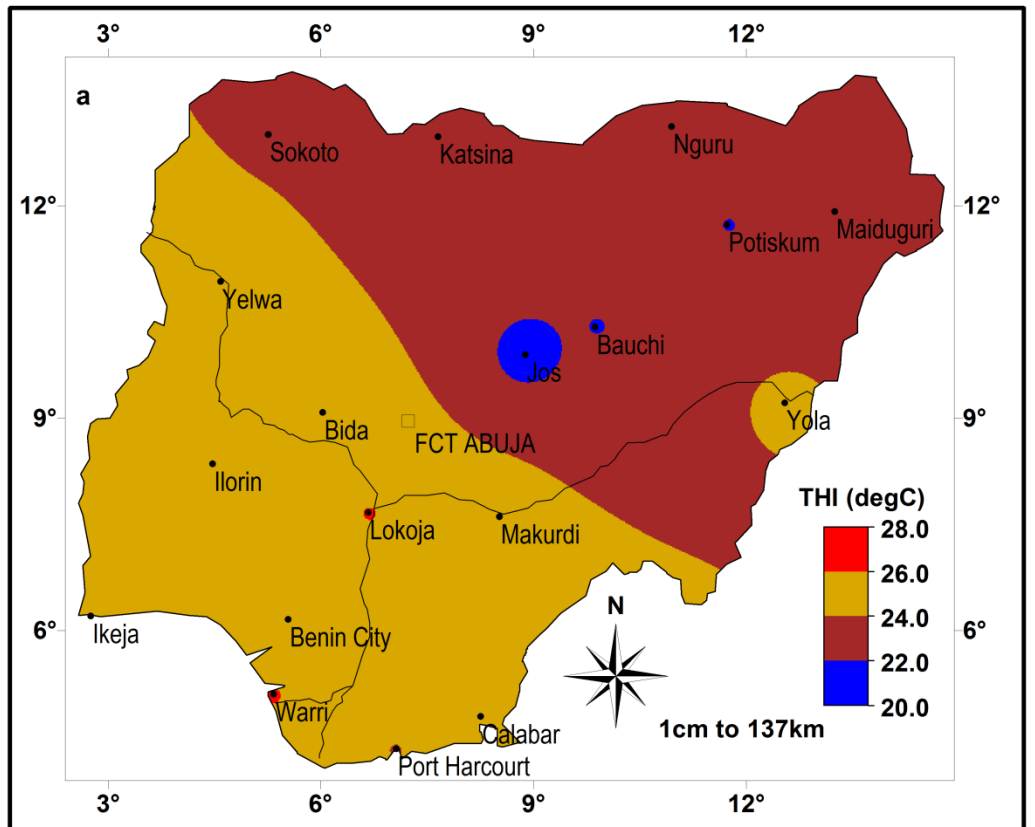 3° 6° 9° 12°
a
Sokoto
Katsina
Nguru
12° 12°
Potiskum
Maiduguri
Yelwa
Bauchi
Jos
9° 9°
Yola
Bida
FCT ABUJA
Ilorin
THI (degC)
28.0
Lokoja
Makurdi
26.0
24.0
N
6° 6°
Ikeja
Benin City
22.0
20.0
Warri
Calabar
1cm to 137km
Port Harcourt
3° 6° 9° 12°